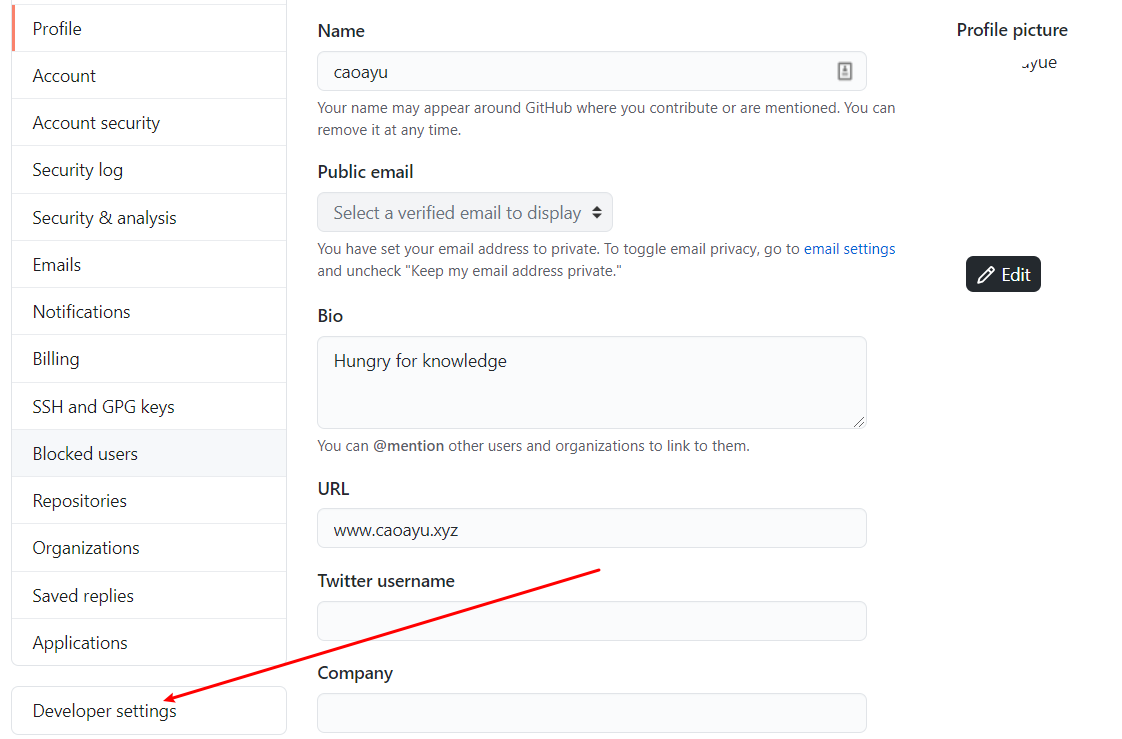 Profile
Account
Account security
Security log
Security & analysis
Emails
Notifications
Billing
SSH and GPG keys
Blocked users
Repositories
Organizations
Saved replies
Applications
Developer settings
Name
caoayu
Your name may appear around GitHub where you contribute or are mentioned. You can
remove it at any time.
Public email
Select a verified email to display
You have set your email address to private. To toggle email privacy, go to email settings
and uncheck "Keep my email address private."
Bio
Hungry for knowledge
You can @mention other users and organizations to link to them.
URL
www.caoayu.xyz
Twitter username
Company
Profile picture
Edit